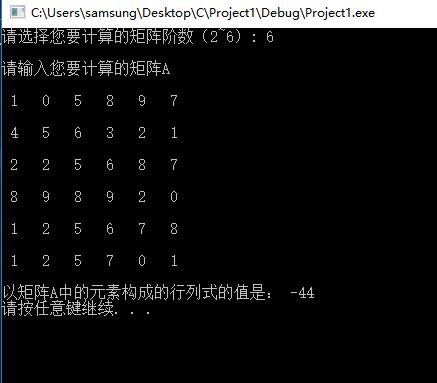 C:\Users\samsung\Desktop\C\Project1\Debug\Project1.exe
请选择您要计算的矩阵阶数（2~6）: 6
请输入您要计算的矩阵A
1 0 5 8 9 7
4 5 6 3 2 1
2 2 5 6 8 7
8 9 8 9 2 0
1 2 5 6 7 8
1 2 5 7 0 1
以矩阵A中的元素构成的行列式的值是： -44
请按任意键继续. . .